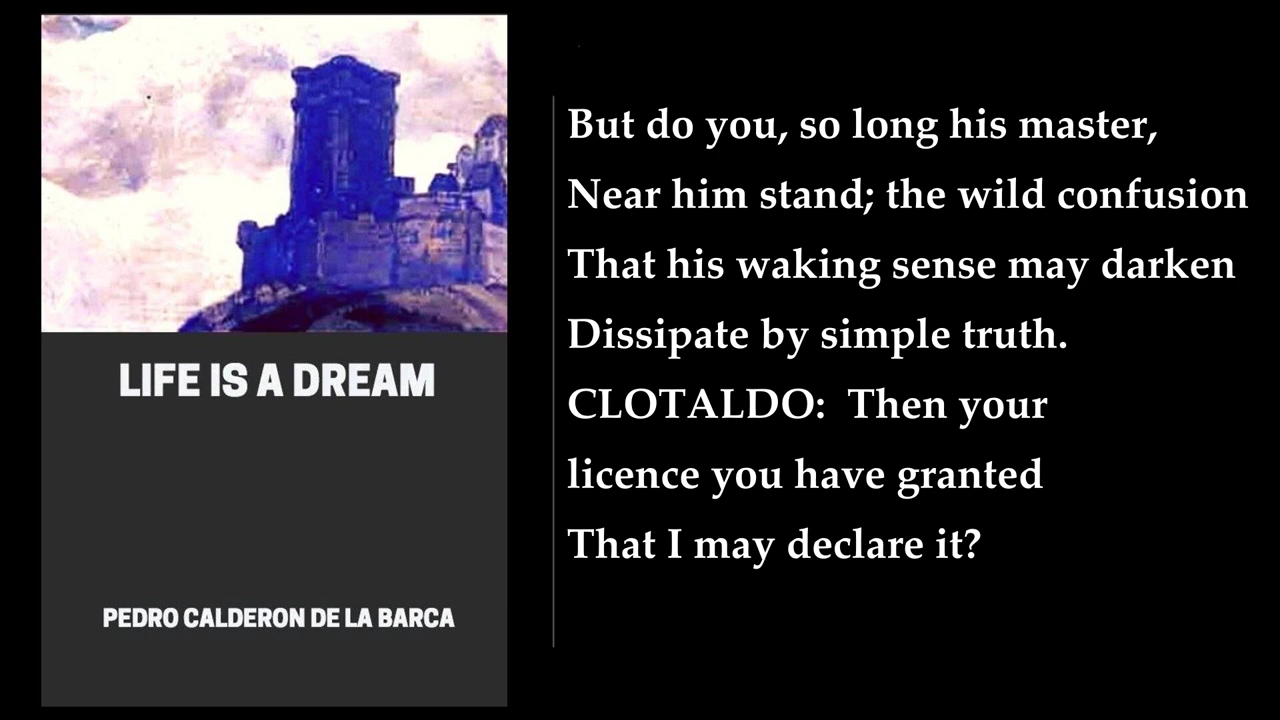 LIFE IS A DREAM
PEDRO CALDERON DE LA BARCA
But do you, so long his master,
Near him stand; the wild confusion
That his waking sense may darken
Dissipate by simple truth.
CLOTALDO: Then your
licence you have granted
That I may declare it?